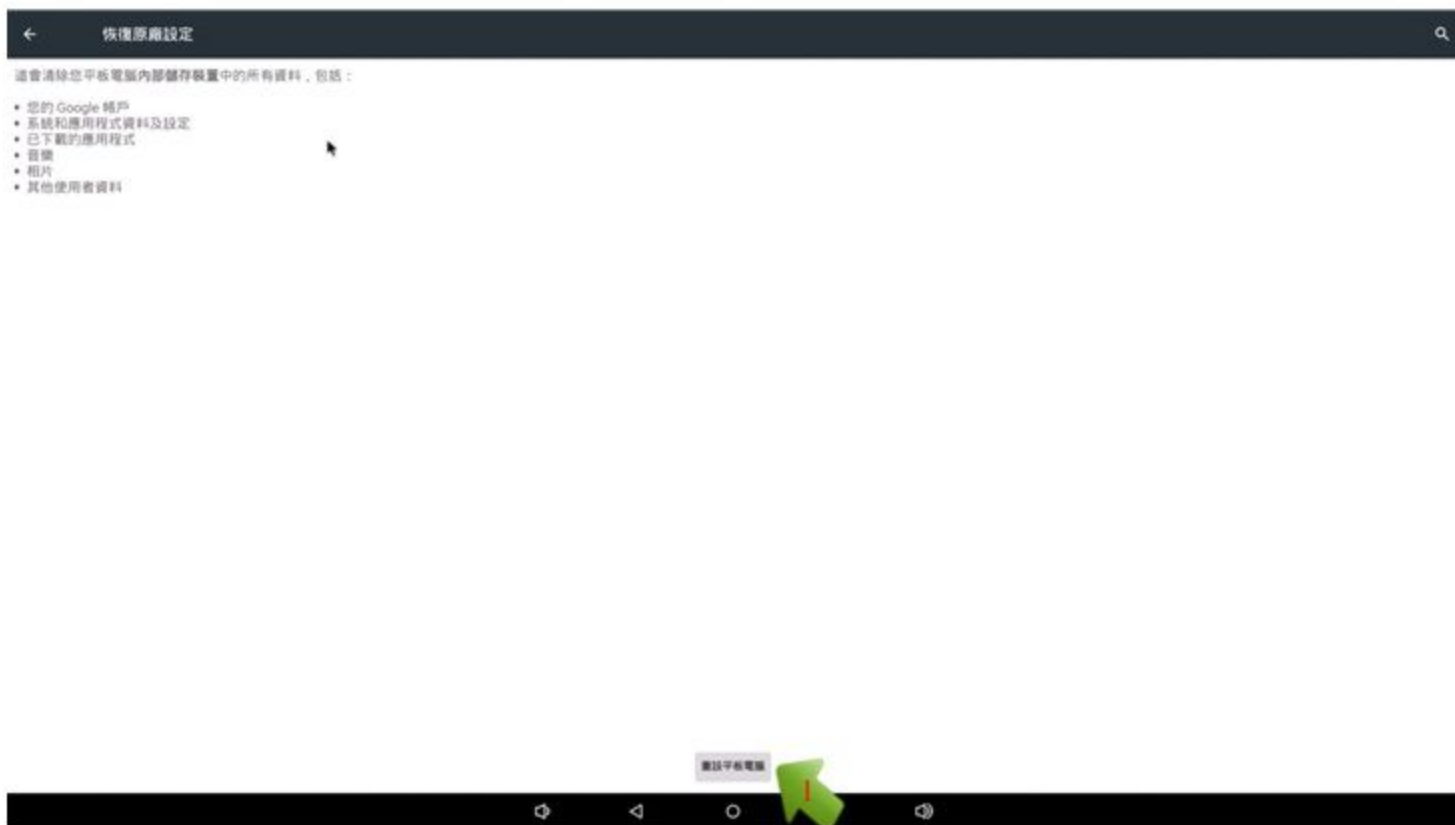 恢復原廠設定
這會清除您平板電腦內部儲存裝置中的所有資料，包括：
• 您的 Google 帳戶
• 系統和應用程式資料及設定
• 已下載的應用程式
• 音樂
• 相片
• 其他使用者資料
重設平板電腦